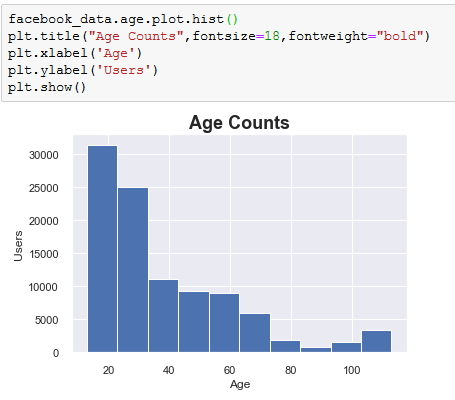 facebook_data.age.plot.hist()
plt.title("Age Counts",fontsize=18,fontweight="bold")
plt.xlabel('Age')
plt.ylabel('Users')
plt.show()
Age Counts
30000
25000
20000
15000
10000
5000
0
Users
20 40 60 80 100
Age